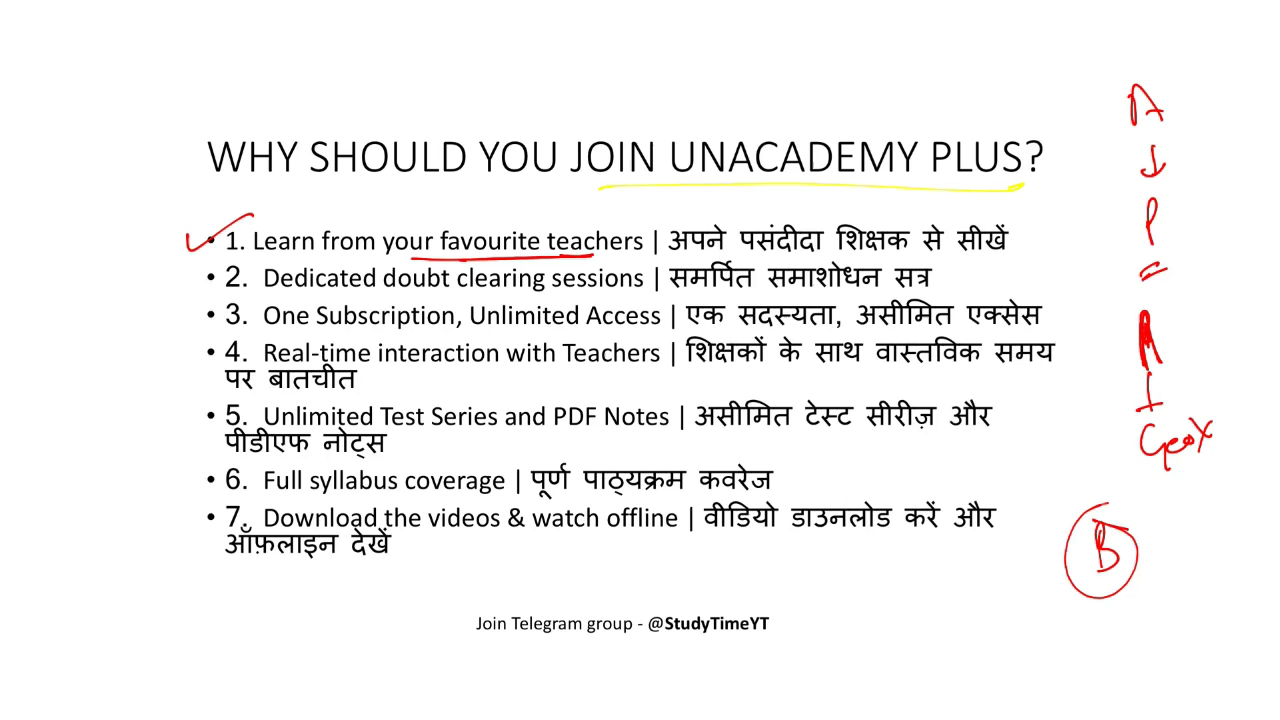 WHY SHOULD YOU JOIN UNACADEMY PLUS?
• 1. Learn from your favourite teachers | अपने पसंदीदा शिक्षक से सीखें
• 2. Dedicated doubt clearing sessions | समर्पित समाशोधन सत्र
• 3. One Subscription, Unlimited Access | एक सदस्यता, असीमित एक्सेस
• 4. Real-time interaction with Teachers | शिक्षकों के साथ वास्तविक समय
पर बातचीत
• 5. Unlimited Test Series and PDF Notes | असीमित टेस्ट सीरीज़ और
पीडीएफ नोट्स
• 6. Full syllabus coverage | पूर्ण पाठ्यक्रम कवरेज
• 7. Download the videos & watch offline | वीडियो डाउनलोड करें और
ऑफ़लाइन देखें
Join Telegram group - @StudyTimeYT
P
I
B